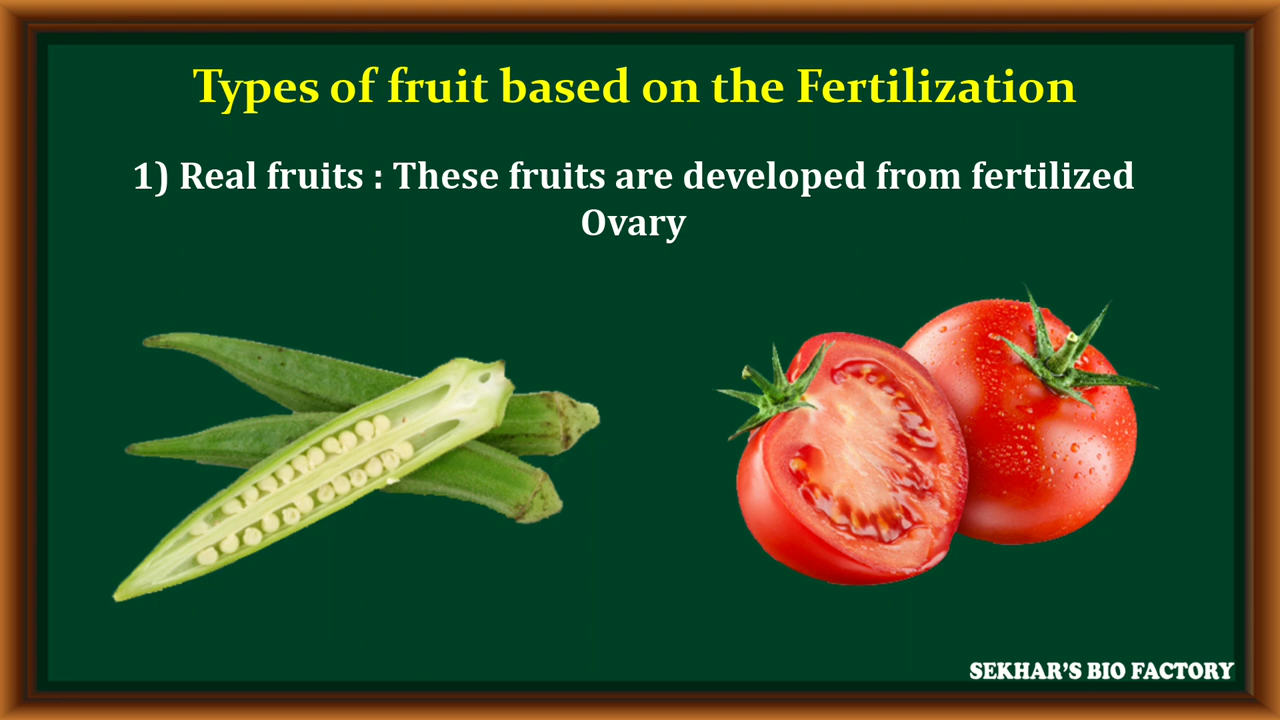 Types of fruit based on the Fertilization
1) Real fruits : These fruits are developed from fertilized
Ovary
SEKHAR'S BIO FACTORY